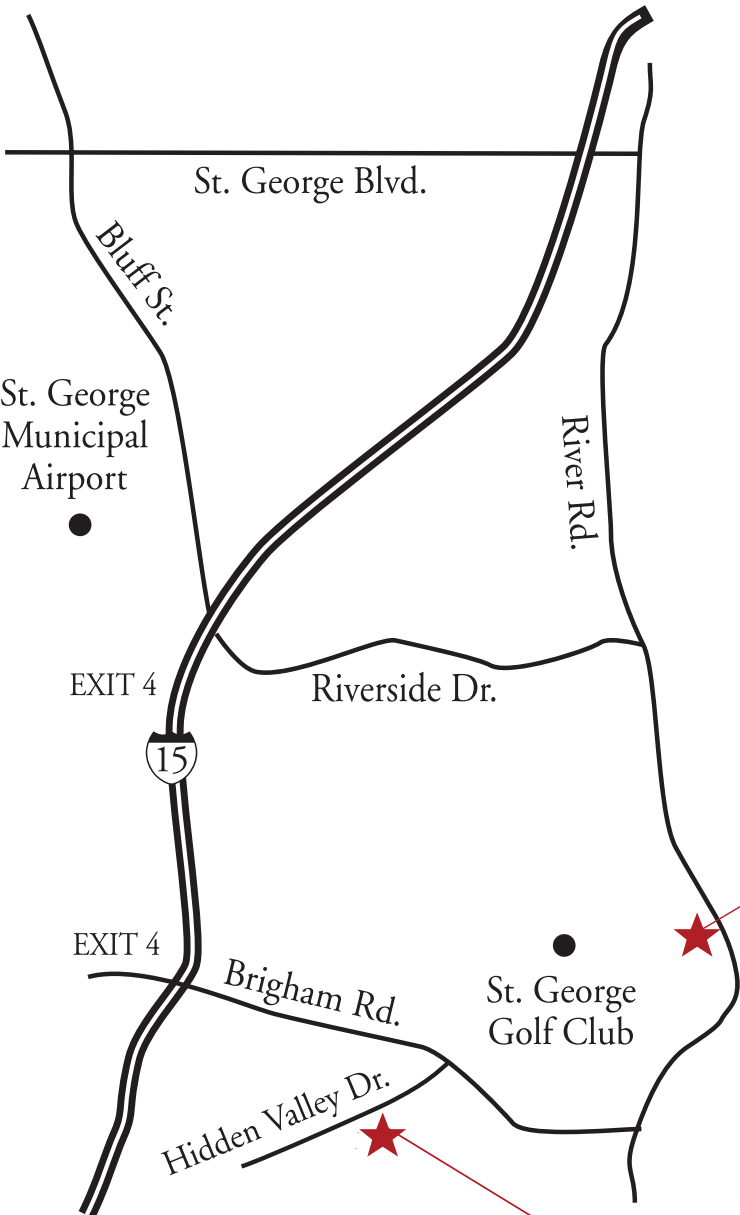 St. George Blvd.
Bluff St.
St. George
Municipal
Airport
River Rd.
EXIT 4
Riverside Dr.
15
EXIT 4
Brigham Rd.
St. George
Golf Club
Hidden Valley Dr.